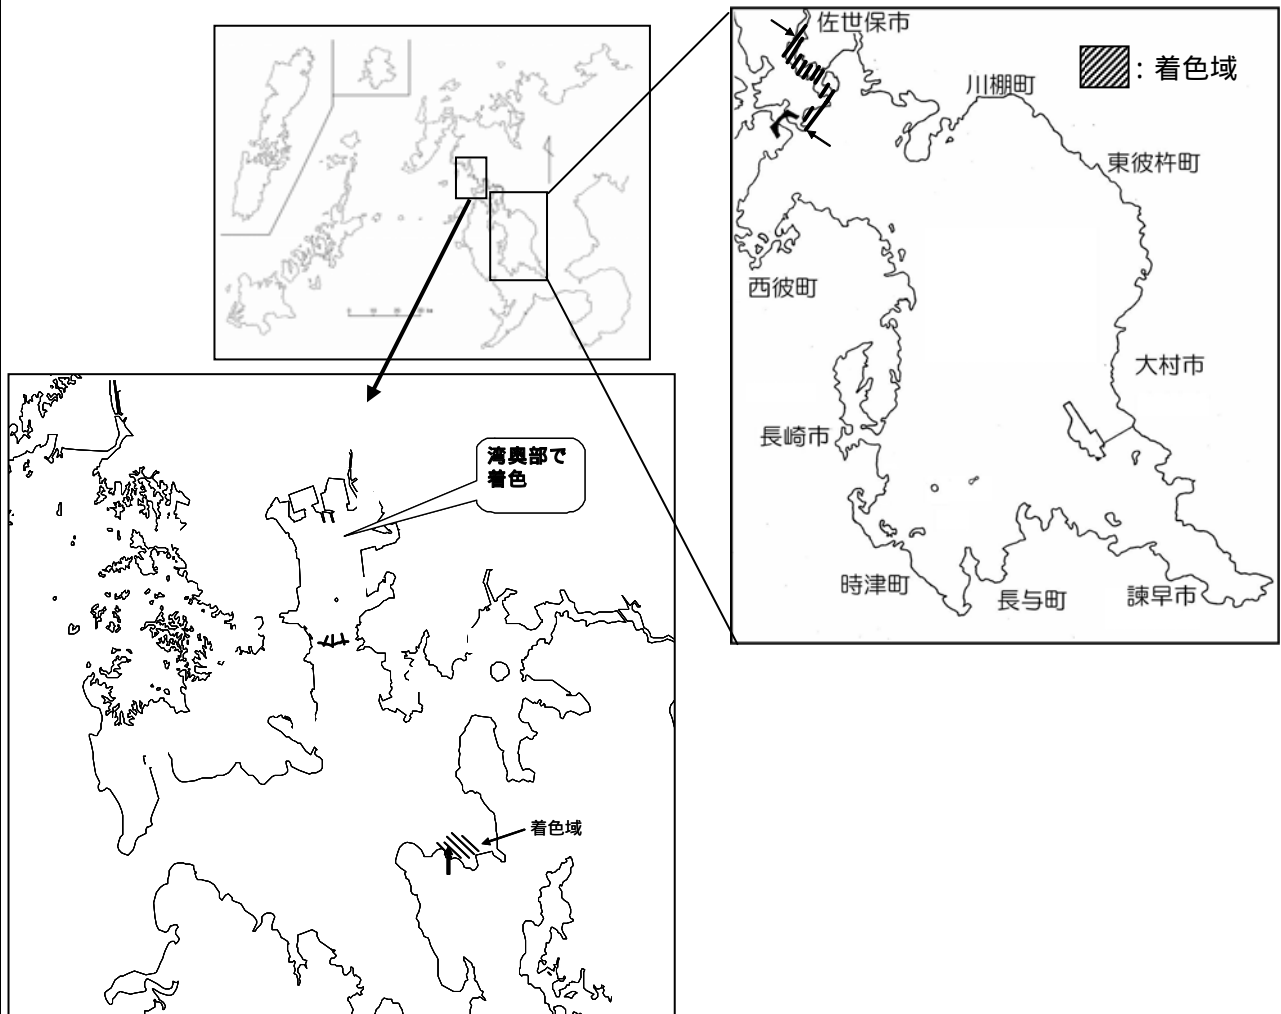 佐世保市
：着色域
川棚町
東彼杵町
西彼町
大村市
長崎市
時津町
長与町
諫早市
湾奥部で
着色
着色域